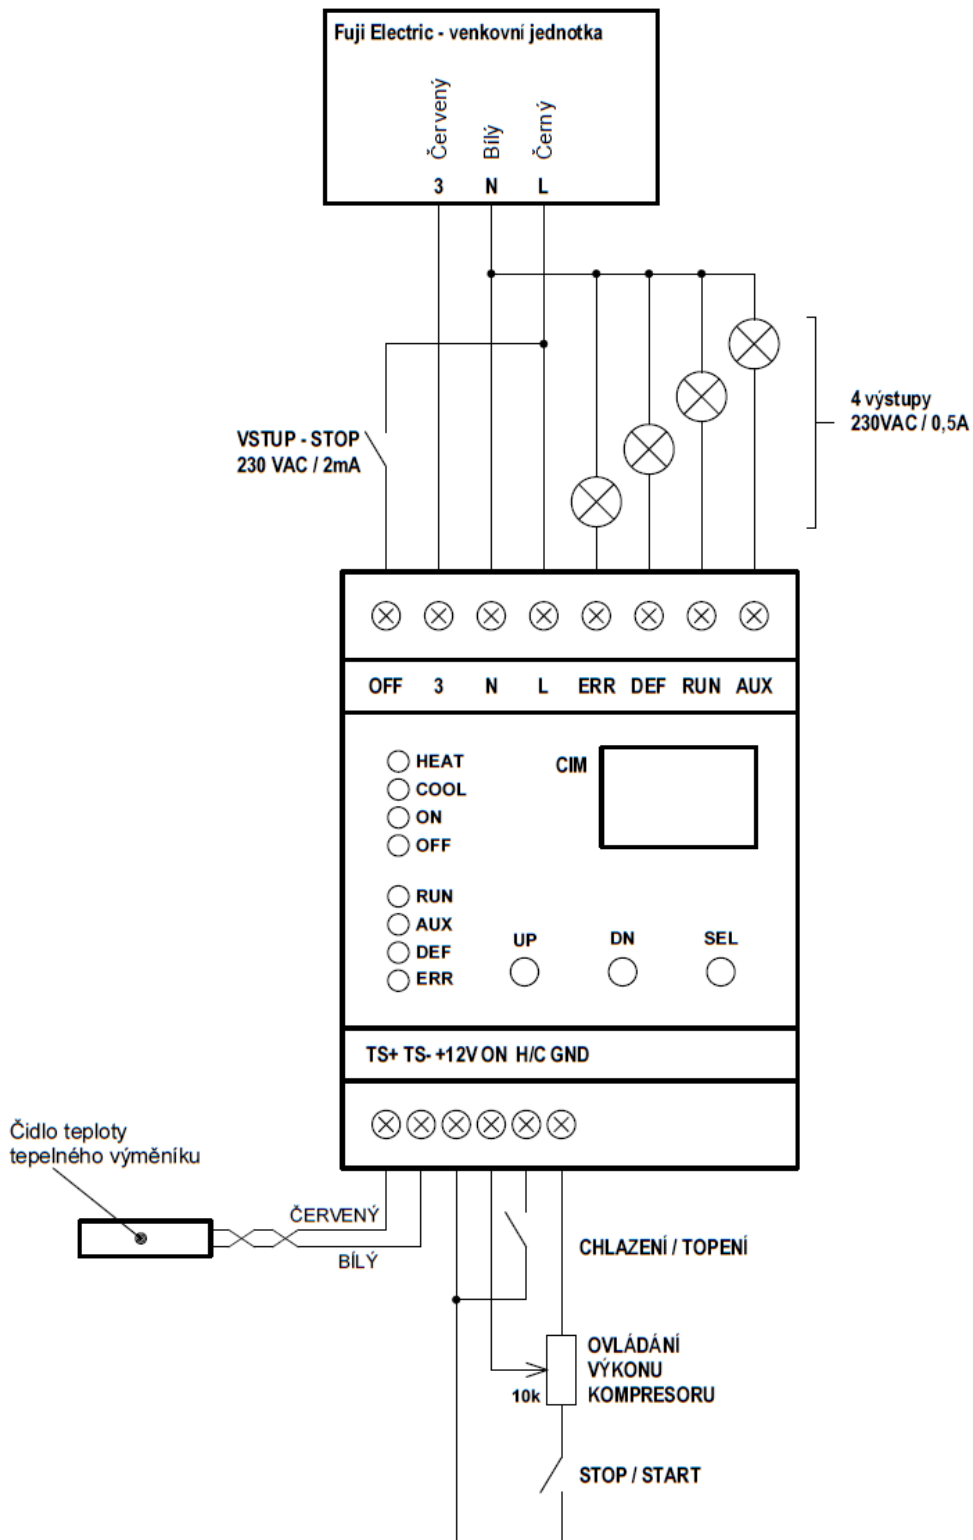 Fuji Electric - venkovní jednotka
Červený
Bílý
Černý
3 N L
VSTUP - STOP
230 VAC / 2mA
4 výstupy
230VAC / 0,5A
OFF 3 N L ERR DEF RUN AUX
HEAT
COOL
ON
OFF
CIM
RUN
AUX
DEF
ERR
UP DN SEL
TS+ TS- +12V ON H/C GND
Čidlo teploty
tepelného výměníku
ČERVENÝ
BÍLÝ
CHLAZENÍ / TOPENÍ
OVLÁDÁNÍ
VÝKONU
KOMPRESORU
10k
STOP / START